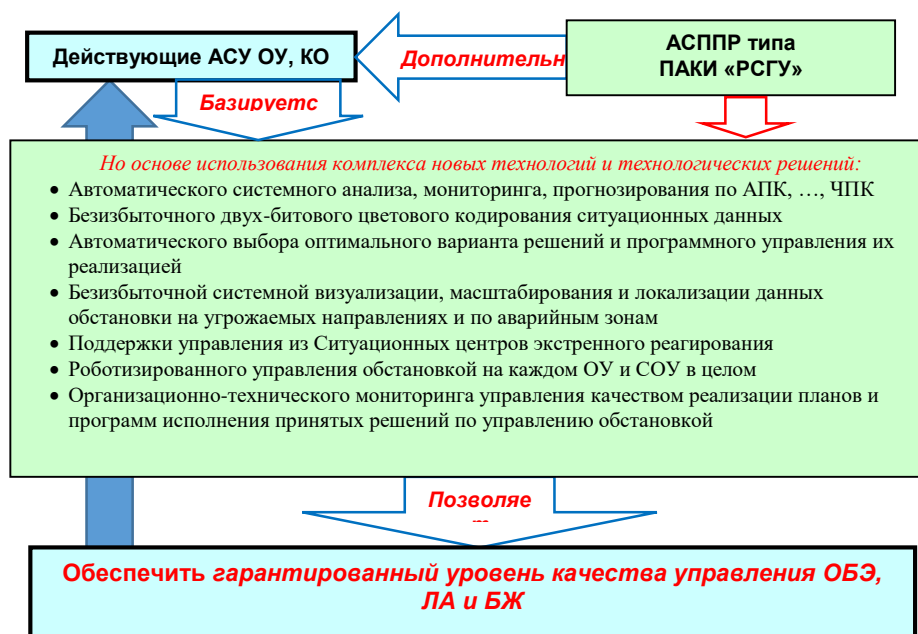 Действующие АСУ ОУ, КО
Дополнительн
АСППР типа
ПАКИ «РСГУ»
Базируетс
Но основе использования комплекса новых технологий и технологических решений:
• Автоматического системного анализа, мониторинга, прогнозирования по АПК, …, ЧПК
• Безизбыточного двух-битового цветового кодирования ситуационных данных
• Автоматического выбора оптимального варианта решений и программного управления их
реализацией
• Безизбыточной системной визуализации, масштабирования и локализации данных
обстановки на угрожаемых направлениях и по аварийным зонам
• Поддержки управления из Ситуационных центров экстренного реагирования
• Роботизированного управления обстановкой на каждом ОУ и СОУ в целом
• Организационно-технического мониторинга управления качеством реализации планов и
программ исполнения принятых решений по управлению обстановкой
Позволяе
Обеспечить гарантированный уровень качества управления ОБЭ,
ЛА и БЖ